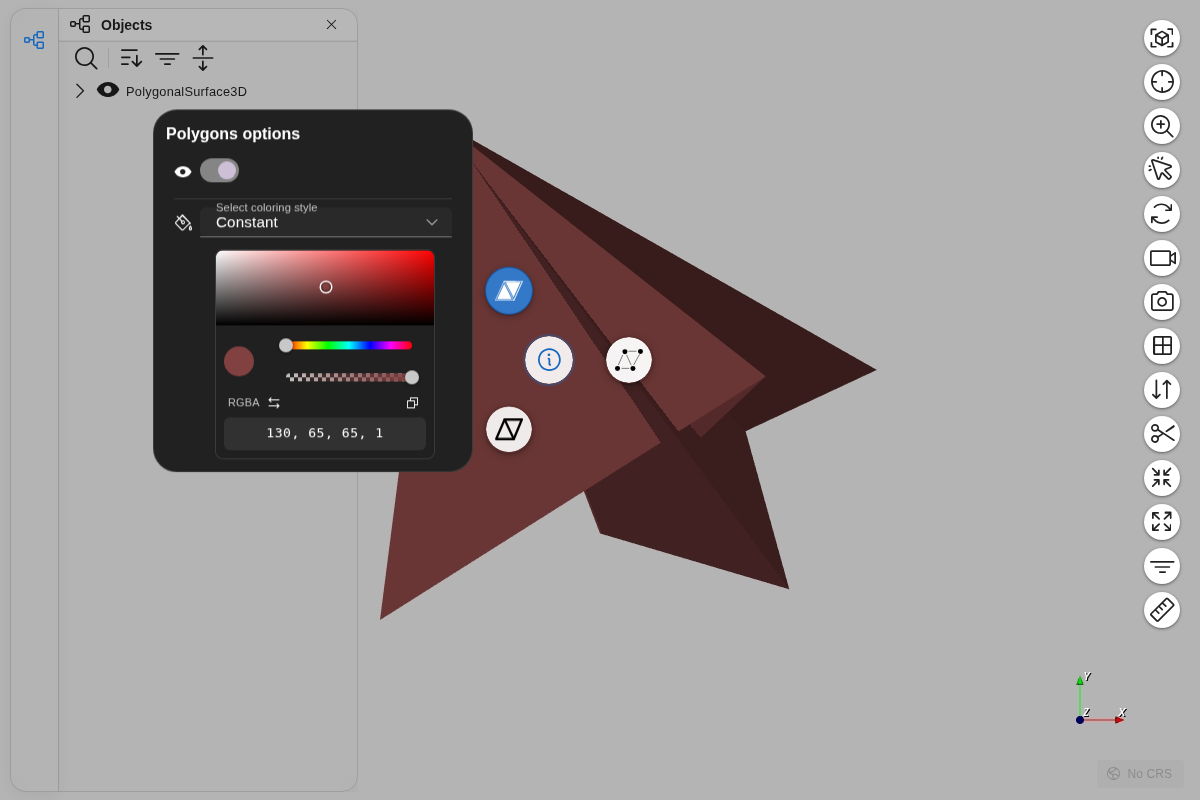 Objects
PolygonalSurface3D
Polygons options
Select coloring style
Constant
RGBA
130, 65, 65, 1
Y
Z
X
No CRS